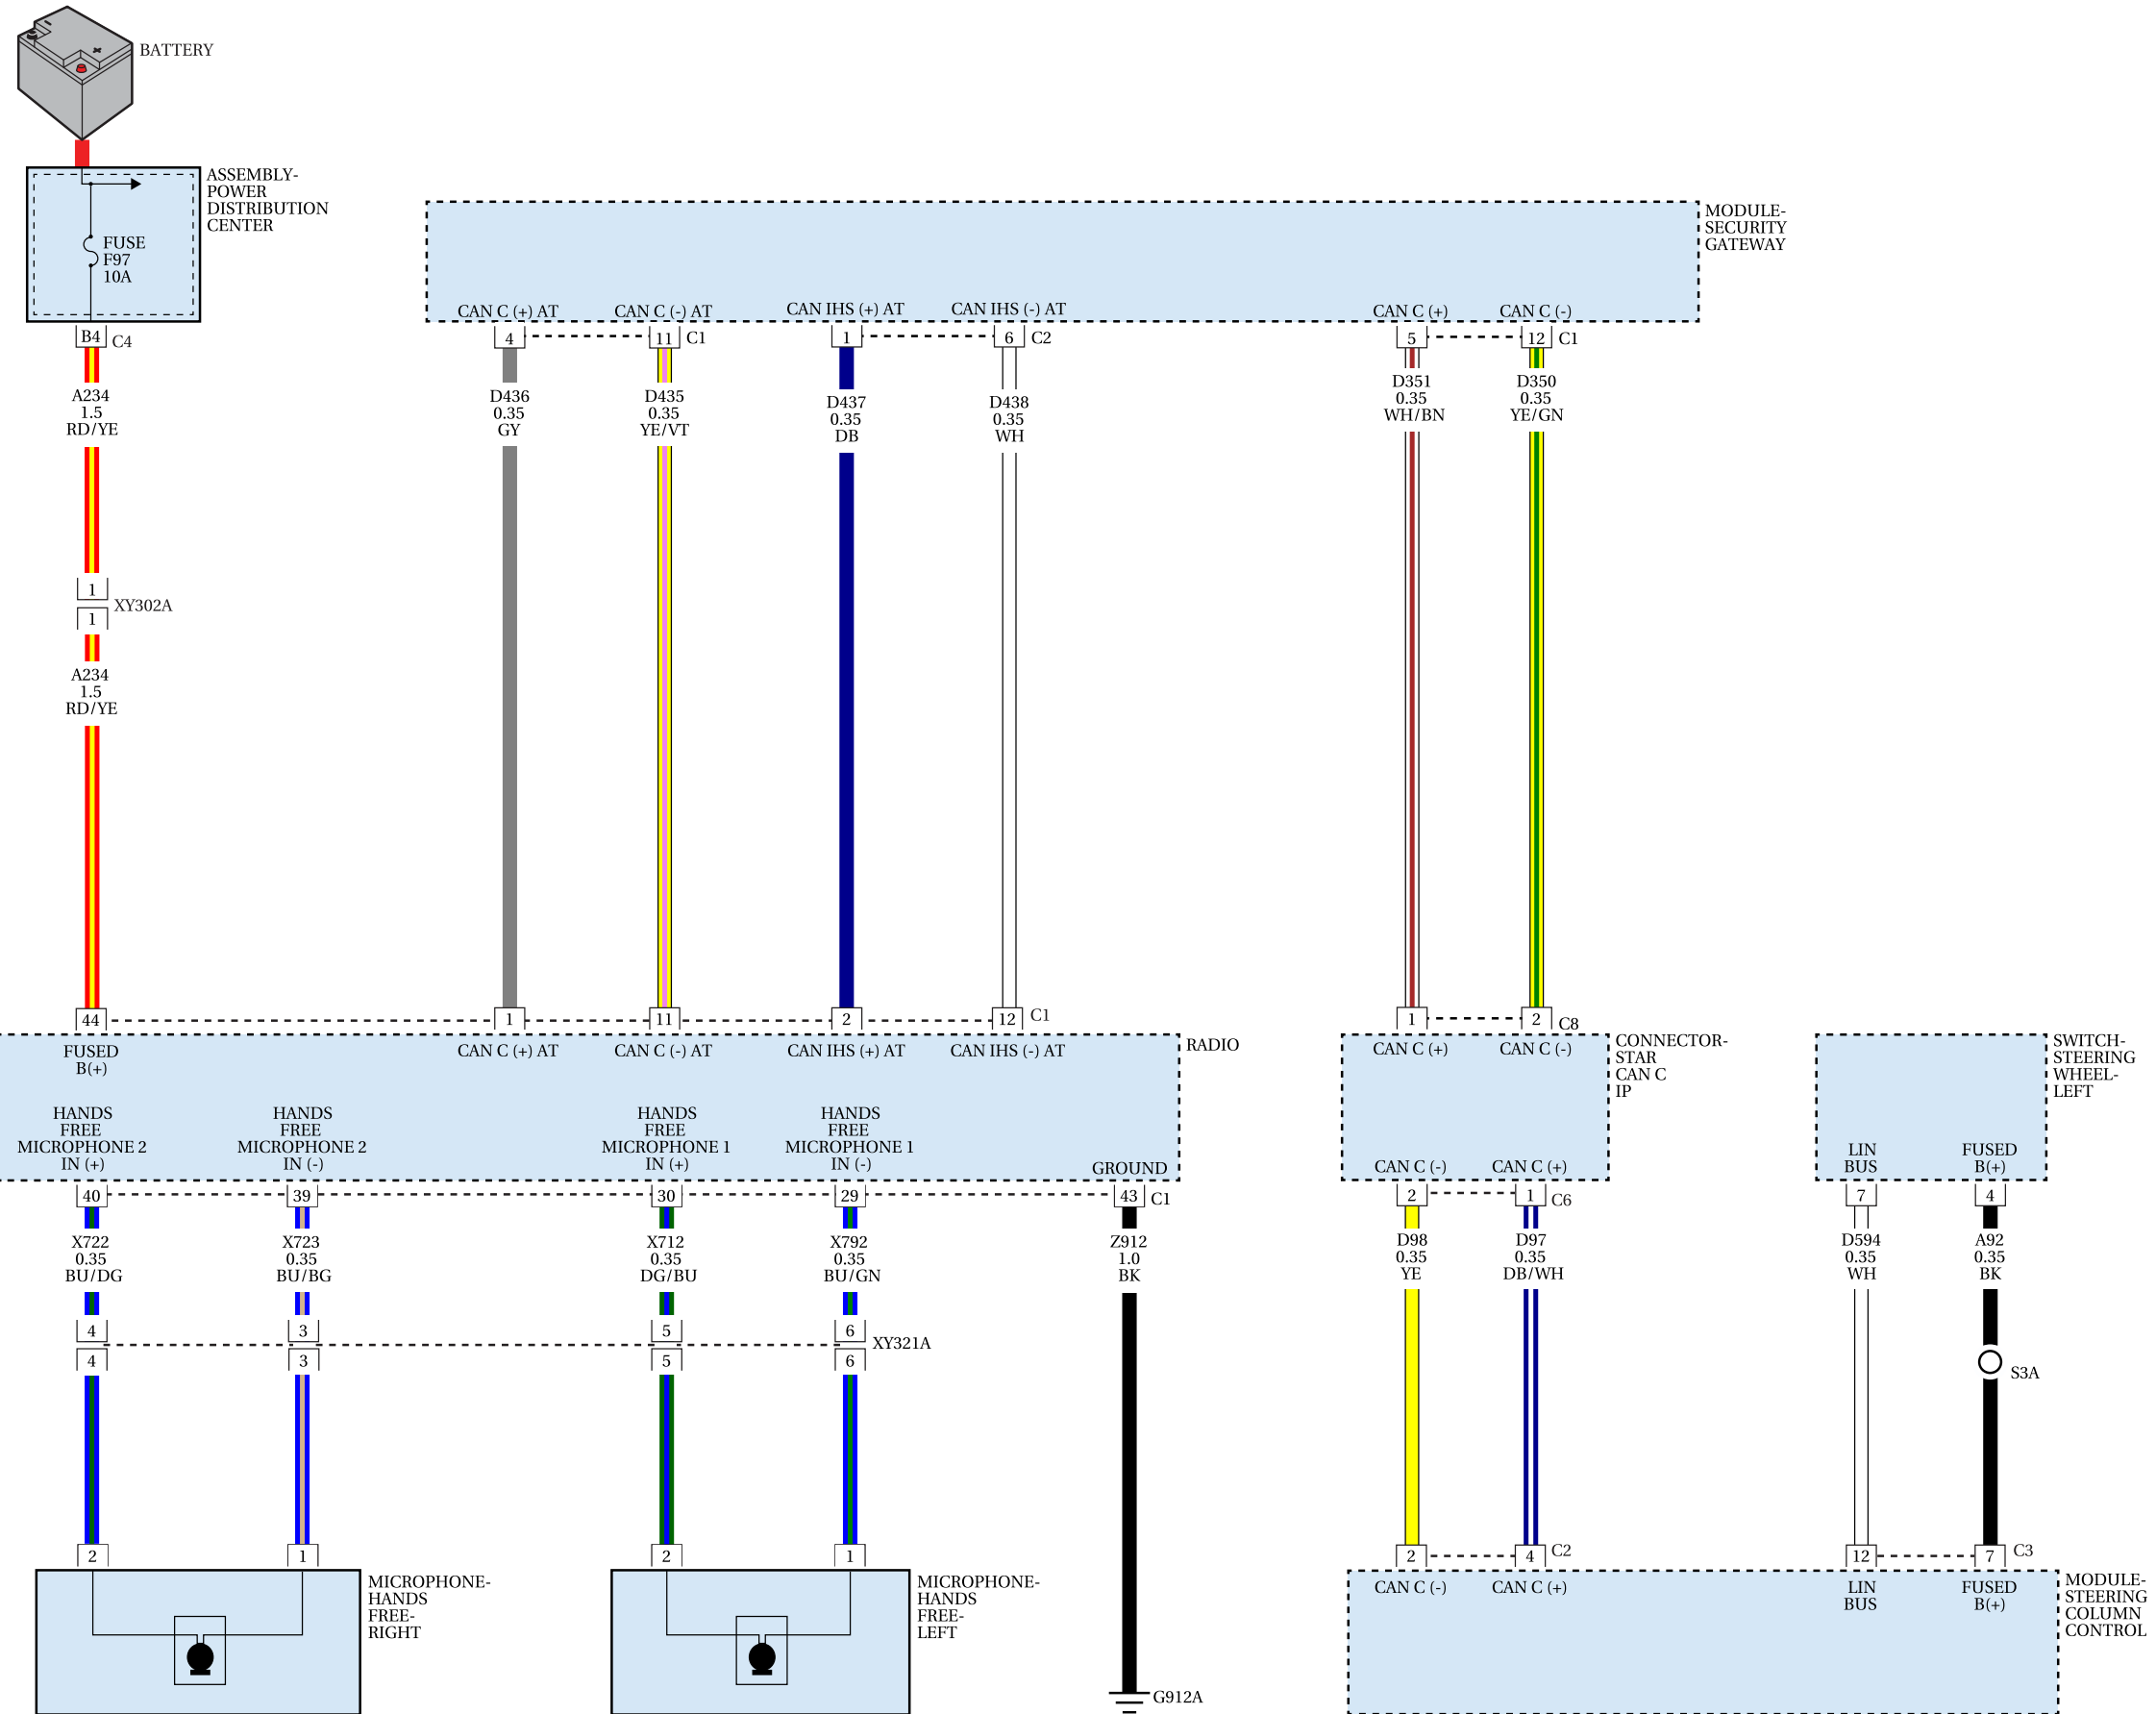 BATTERY
ASSEMBLY-
POWER
DISTRIBUTION
CENTER
FUSE
F97
10A
B4
C4
MODULE-
SECURITY
GATEWAY
CAN C (+) AT
CAN C (-) AT
CAN IHS (+) AT
CAN IHS (-) AT
CAN C (+)
CAN C (-)
4
11
C1
1
6
C2
5
12
C1
A234
1.5
RD/YE
D436
0.35
GY
D435
0.35
YE/VT
D437
0.35
DB
D438
0.35
WH
D351
0.35
WH/BN
D350
0.35
YE/GN
1
XY302A
1
A234
1.5
RD/YE
44
1
11
2
12
C1
1
2
C8
FUSED
B(+)
CAN C (+) AT
CAN C (-) AT
CAN IHS (+) AT
CAN IHS (-) AT
RADIO
CAN C (+)
CAN C (-)
CONNECTOR-
STAR
CAN C
IP
SWITCH-
STEERING
WHEEL-
LEFT
HANDS
FREE
MICROPHONE 2
IN (+)
HANDS
FREE
MICROPHONE 2
IN (-)
HANDS
FREE
MICROPHONE 1
IN (+)
HANDS
FREE
MICROPHONE 1
IN (-)
GROUND
CAN C (-)
CAN C (+)
LIN
BUS
FUSED
B(+)
40
39
30
29
43
C1
2
1
C6
7
4
X722
0.35
BU/DG
X723
0.35
BU/BG
X712
0.35
DG/BU
X792
0.35
BU/GN
Z912
1.0
BK
D98
0.35
YE
D97
0.35
DB/WH
D594
0.35
WH
A92
0.35
BK
4
3
5
6
XY321A
4
3
5
6
S3A
2
1
2
1
2
4
C2
12
7
C3
MICROPHONE-
HANDS
FREE-
RIGHT
MICROPHONE-
HANDS
FREE-
LEFT
CAN C (-)
CAN C (+)
LIN
BUS
FUSED
B(+)
MODULE-
STEERING
COLUMN
CONTROL
G912A